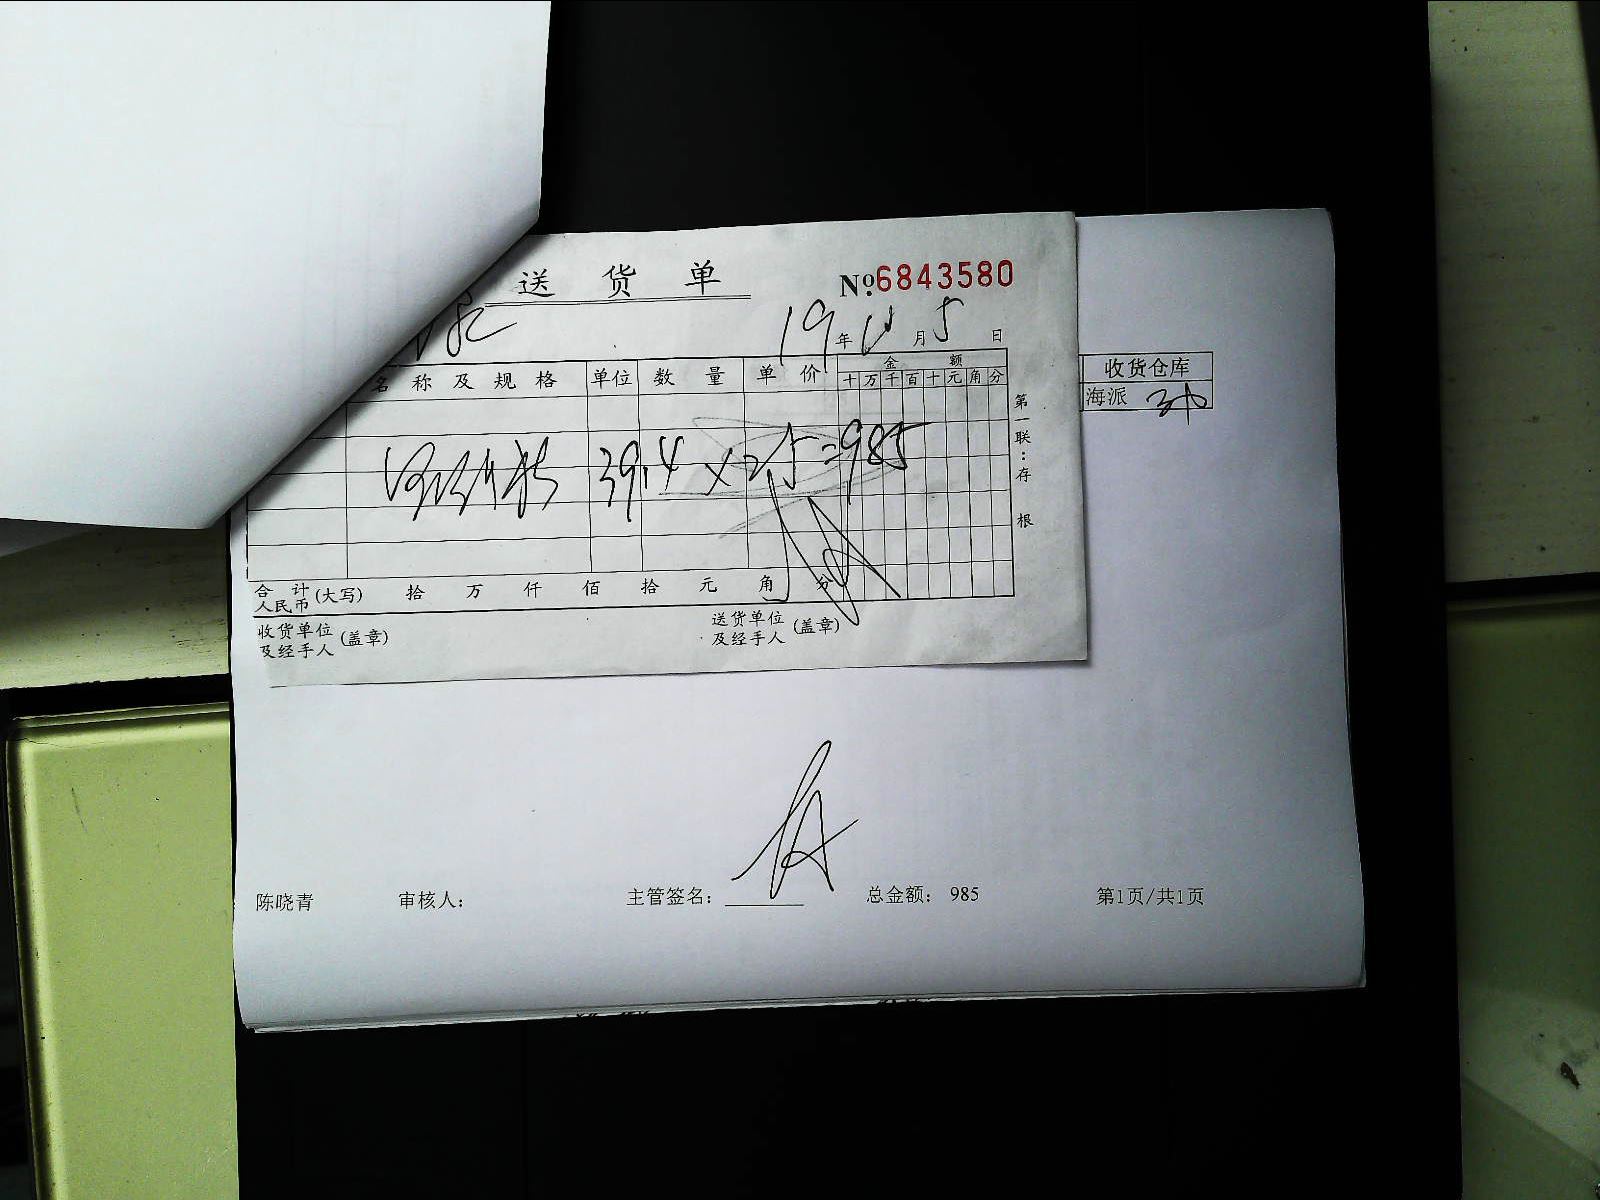 送货单 №6843580
19年 月5日
名称及规格 单位 数量 单价 金额
十万千百十元角分
收货仓库
海派
39.4 × 25 = 985
第一联:存根
合计人民币(大写) 拾 万 仟 佰 拾 元 角 分
收货单位及经手人(盖章) 送货单位及经手人(盖章)
陈晓青 审核人: 主管签名: 总金额: 985 第1页/共1页